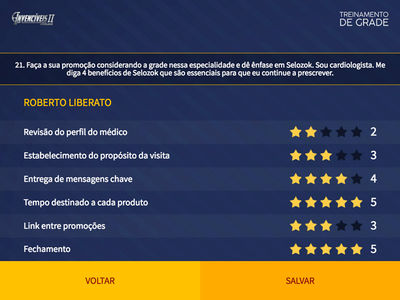 INVENCÍVEIS II
TREINAMENTO
DE GRADE
21. Faça a sua promoção considerando a grade nessa especialidade e dê ênfase em Selozok. Sou cardiologista. Me
diga 4 benefícios de Selozok que são essenciais para que eu continue a prescrever.
ROBERTO LIBERATO
Revisão do perfil do médico 2
Estabelecimento do propósito da visita 3
Entrega de mensagens chave 4
Tempo destinado a cada produto 5
Link entre promoções 3
Fechamento 5
VOLTAR SALVAR